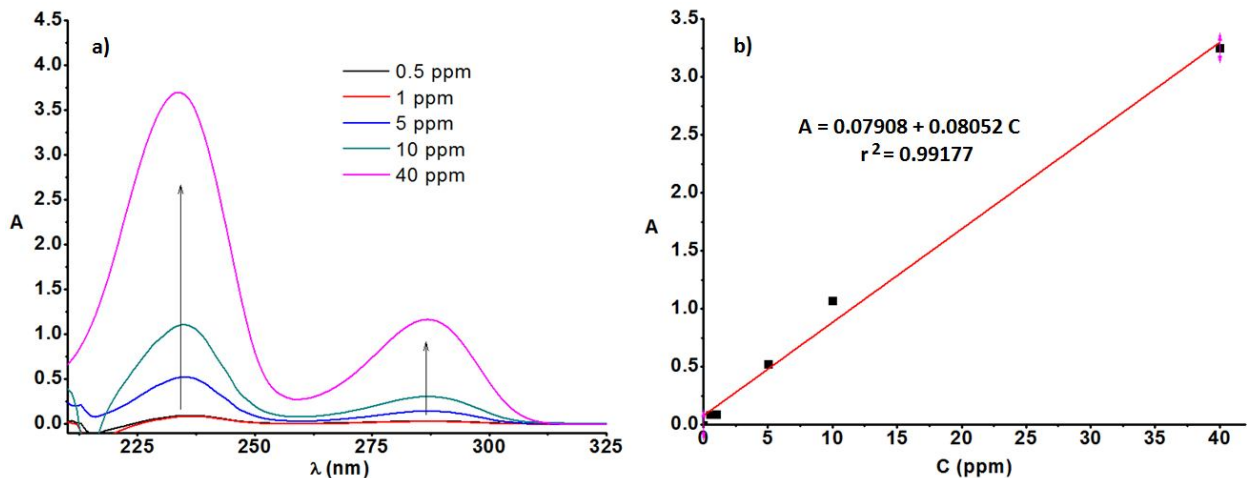 a)
4.5
4.0
3.5
3.0
2.5
2.0
1.5
1.0
0.5
0.0
A
0.5 ppm
1 ppm
5 ppm
10 ppm
40 ppm
225 250 275 300 325
λ (nm)
b)
3.5
3.0
2.5
2.0
1.5
1.0
0.5
0.0
A
A = 0.07908 + 0.08052 C
r² = 0.99177
0 5 10 15 20 25 30 35 40
C (ppm)